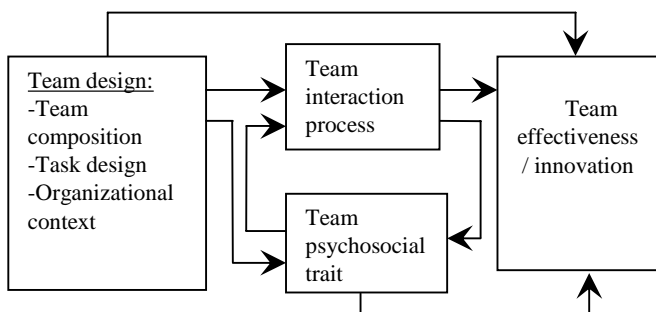 Team design:
-Team
composition
-Task design
-Organizational
context
Team
interaction
process
Team
psychosocial
trait
Team
effectiveness
/ innovation